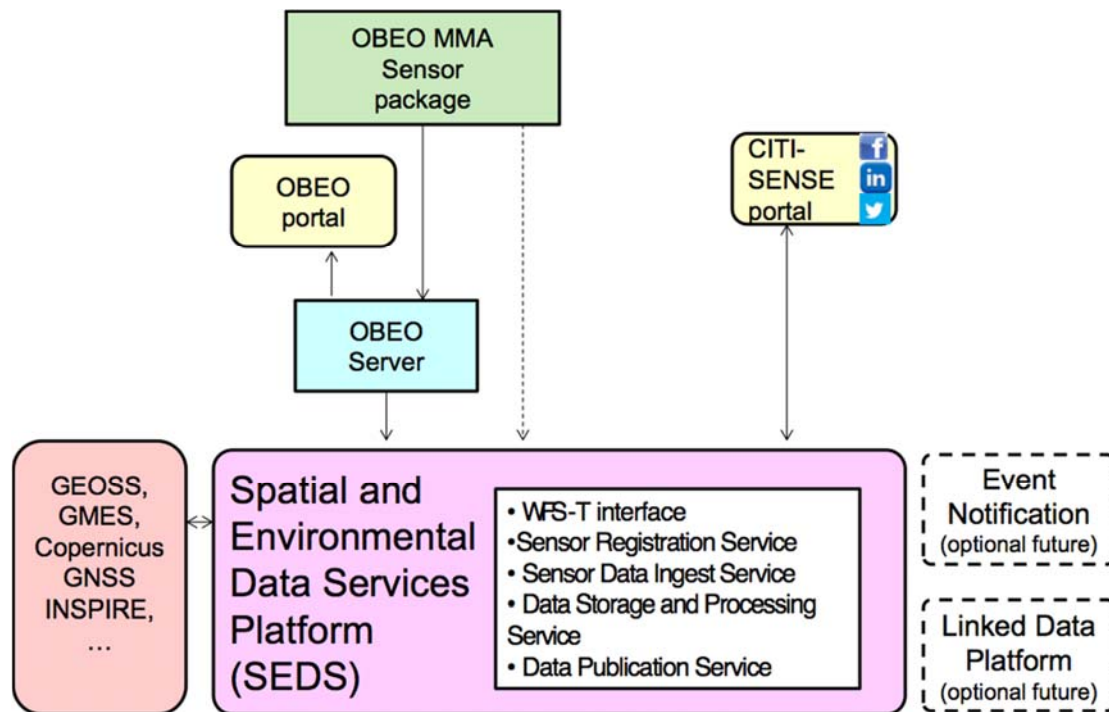 OBEO MMA
Sensor
package
OBEO
portal
CITI-
SENSE
portal
f
in
OBEO
Server
GEOSS,
GMES,
Copernicus
GNSS
INSPIRE,
...
Spatial and
Environmental
Data Services
Platform
(SEDS)
• WFS-T interface
•Sensor Registration Service
• Sensor Data Ingest Service
• Data Storage and Processing
Service
• Data Publication Service
Event
Notification
(optional future)
Linked Data
Platform
(optional future)